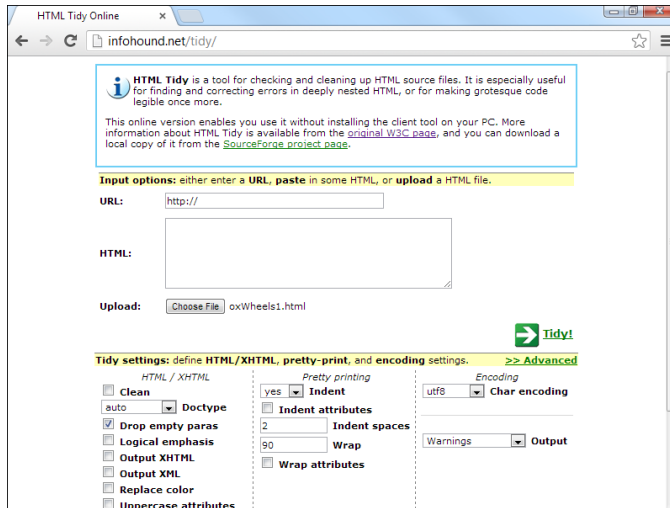 HTML Tidy Online
infohound.net/tidy/
HTML Tidy is a tool for checking and cleaning up HTML source files. It is especially useful
for finding and correcting errors in deeply nested HTML, or for making grotesque code
legible once more.
This online version enables you use it without installing the client tool on your PC. More
information about HTML Tidy is available from the original W3C page, and you can download a
local copy of it from the SourceForge project page.
Input options: either enter a URL, paste in some HTML, or upload a HTML file.
URL: http://
HTML:
Upload: Choose File oxWheels1.html
Tidy!
Tidy settings: define HTML/XHTML, pretty-print, and encoding settings. >> Advanced
HTML / XHTML Pretty printing Encoding
Clean yes Indent utf8 Char encoding
auto Doctype Indent attributes
Drop empty paras 2 Indent spaces
Logical emphasis 90 Wrap Warnings Output
Output XHTML Wrap attributes
Output XML
Replace color
Uppercase attributes